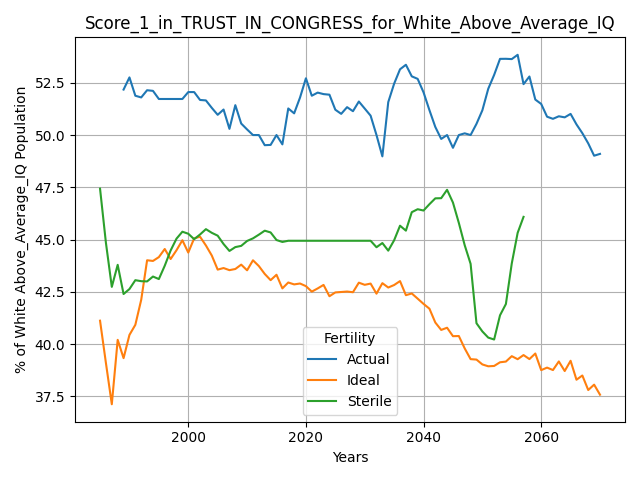 Score_1_in_TRUST_IN_CONGRESS_for_White_Above_Average_IQ
% of White Above_Average_IQ Population
52.5
50.0
47.5
45.0
42.5
40.0
37.5
Fertility
Actual
Ideal
Sterile
2000
2020
2040
2060
Years